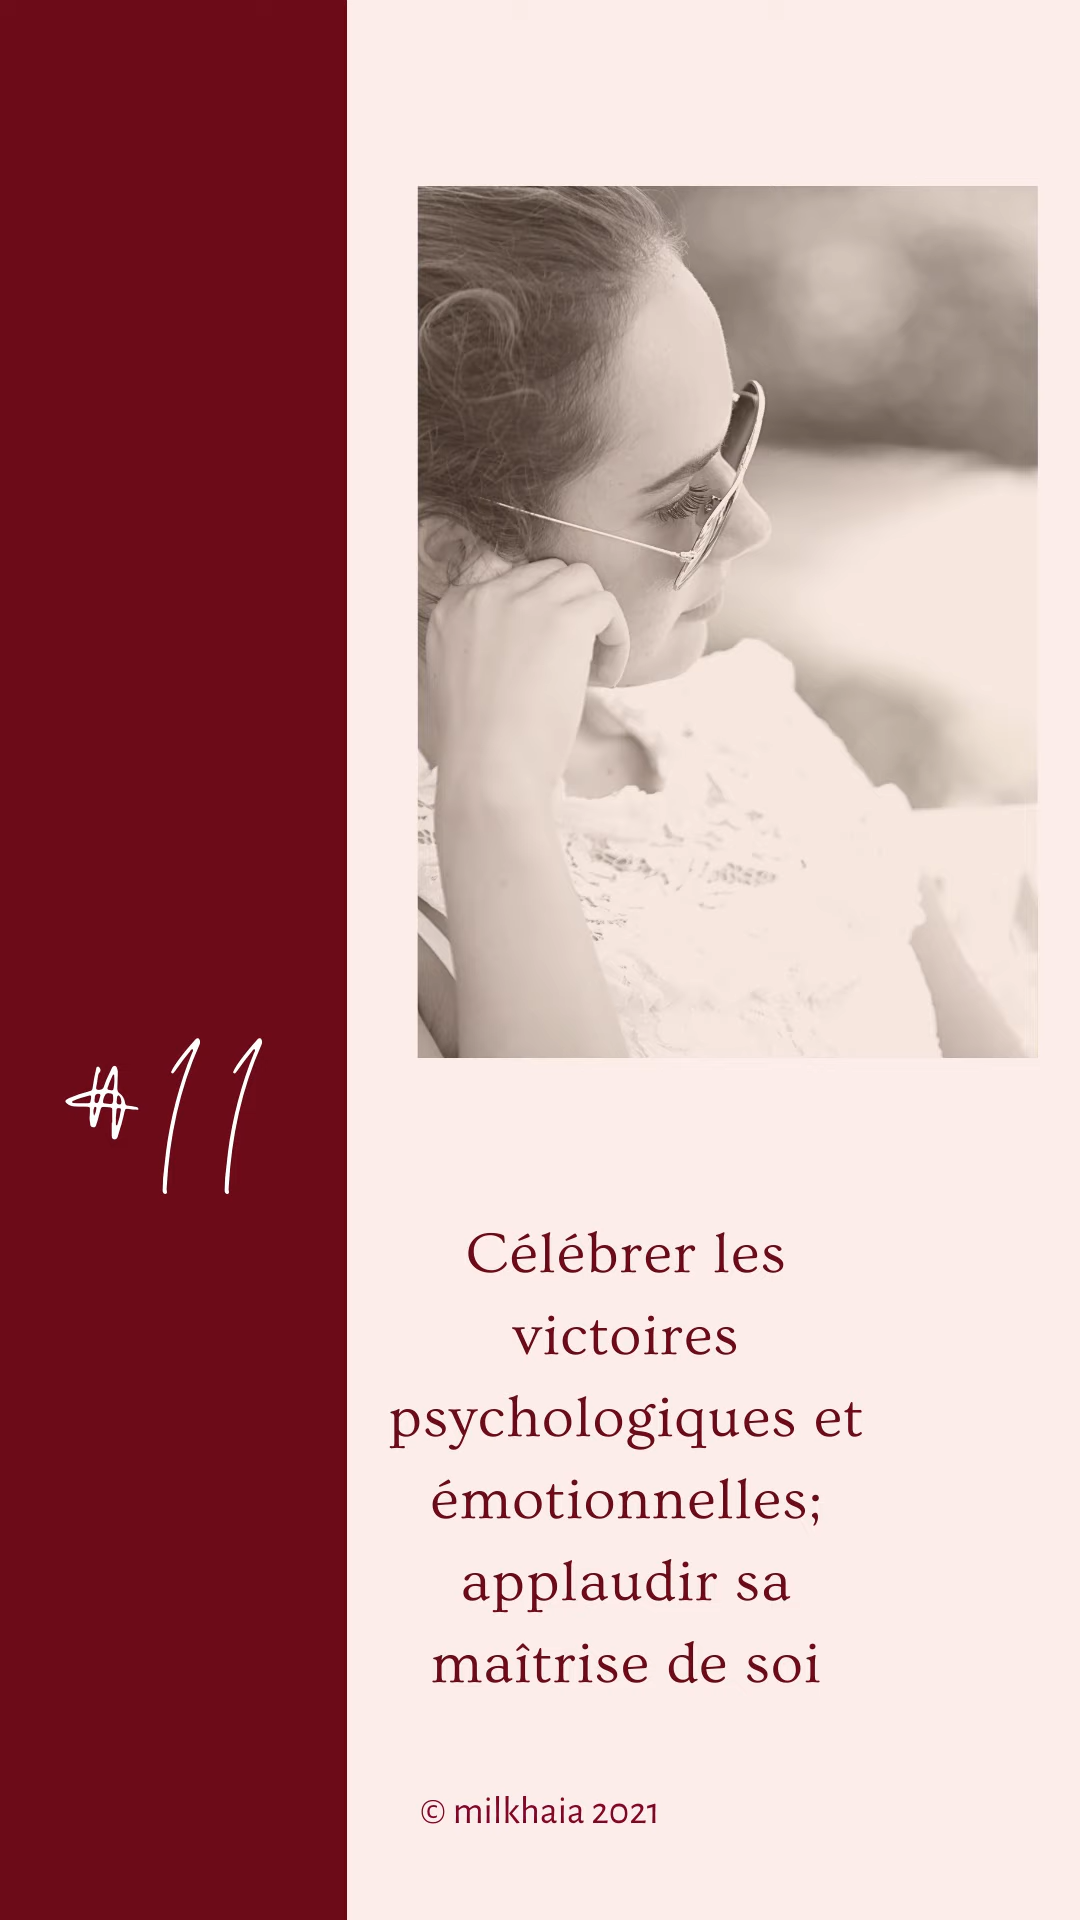 #11
Célébrer les
victoires
psychologiques et
émotionnelles;
applaudir sa
maîtrise de soi
© milkhaia 2021